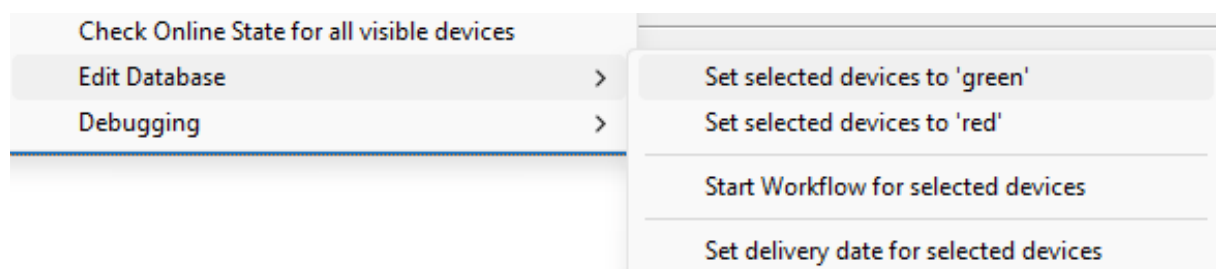 Check Online State for all visible devices
Edit Database
Debugging
Set selected devices to 'green'
Set selected devices to 'red'
Start Workflow for selected devices
Set delivery date for selected devices